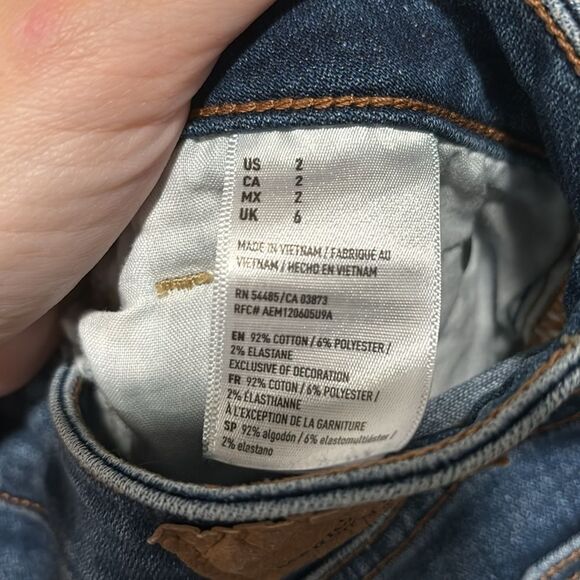 US 2
CA 2
MX 2
UK 6
MADE IN VIETNAM / FABRIQUÉ AU
VIETNAM / HECHO EN VIETNAM
RN 54485/CA 03873
RFC# AEM120605U9A
EN 92% COTTON / 6% POLYESTER /
2% ELASTANE
EXCLUSIVE OF DECORATION
FR 92% COTON / 6% POLYESTER /
2% ÉLASTHANNE
À L'EXCEPTION DE LA GARNITURE
SP 92% algodón / 6% elastomultiéster /
2% elastano